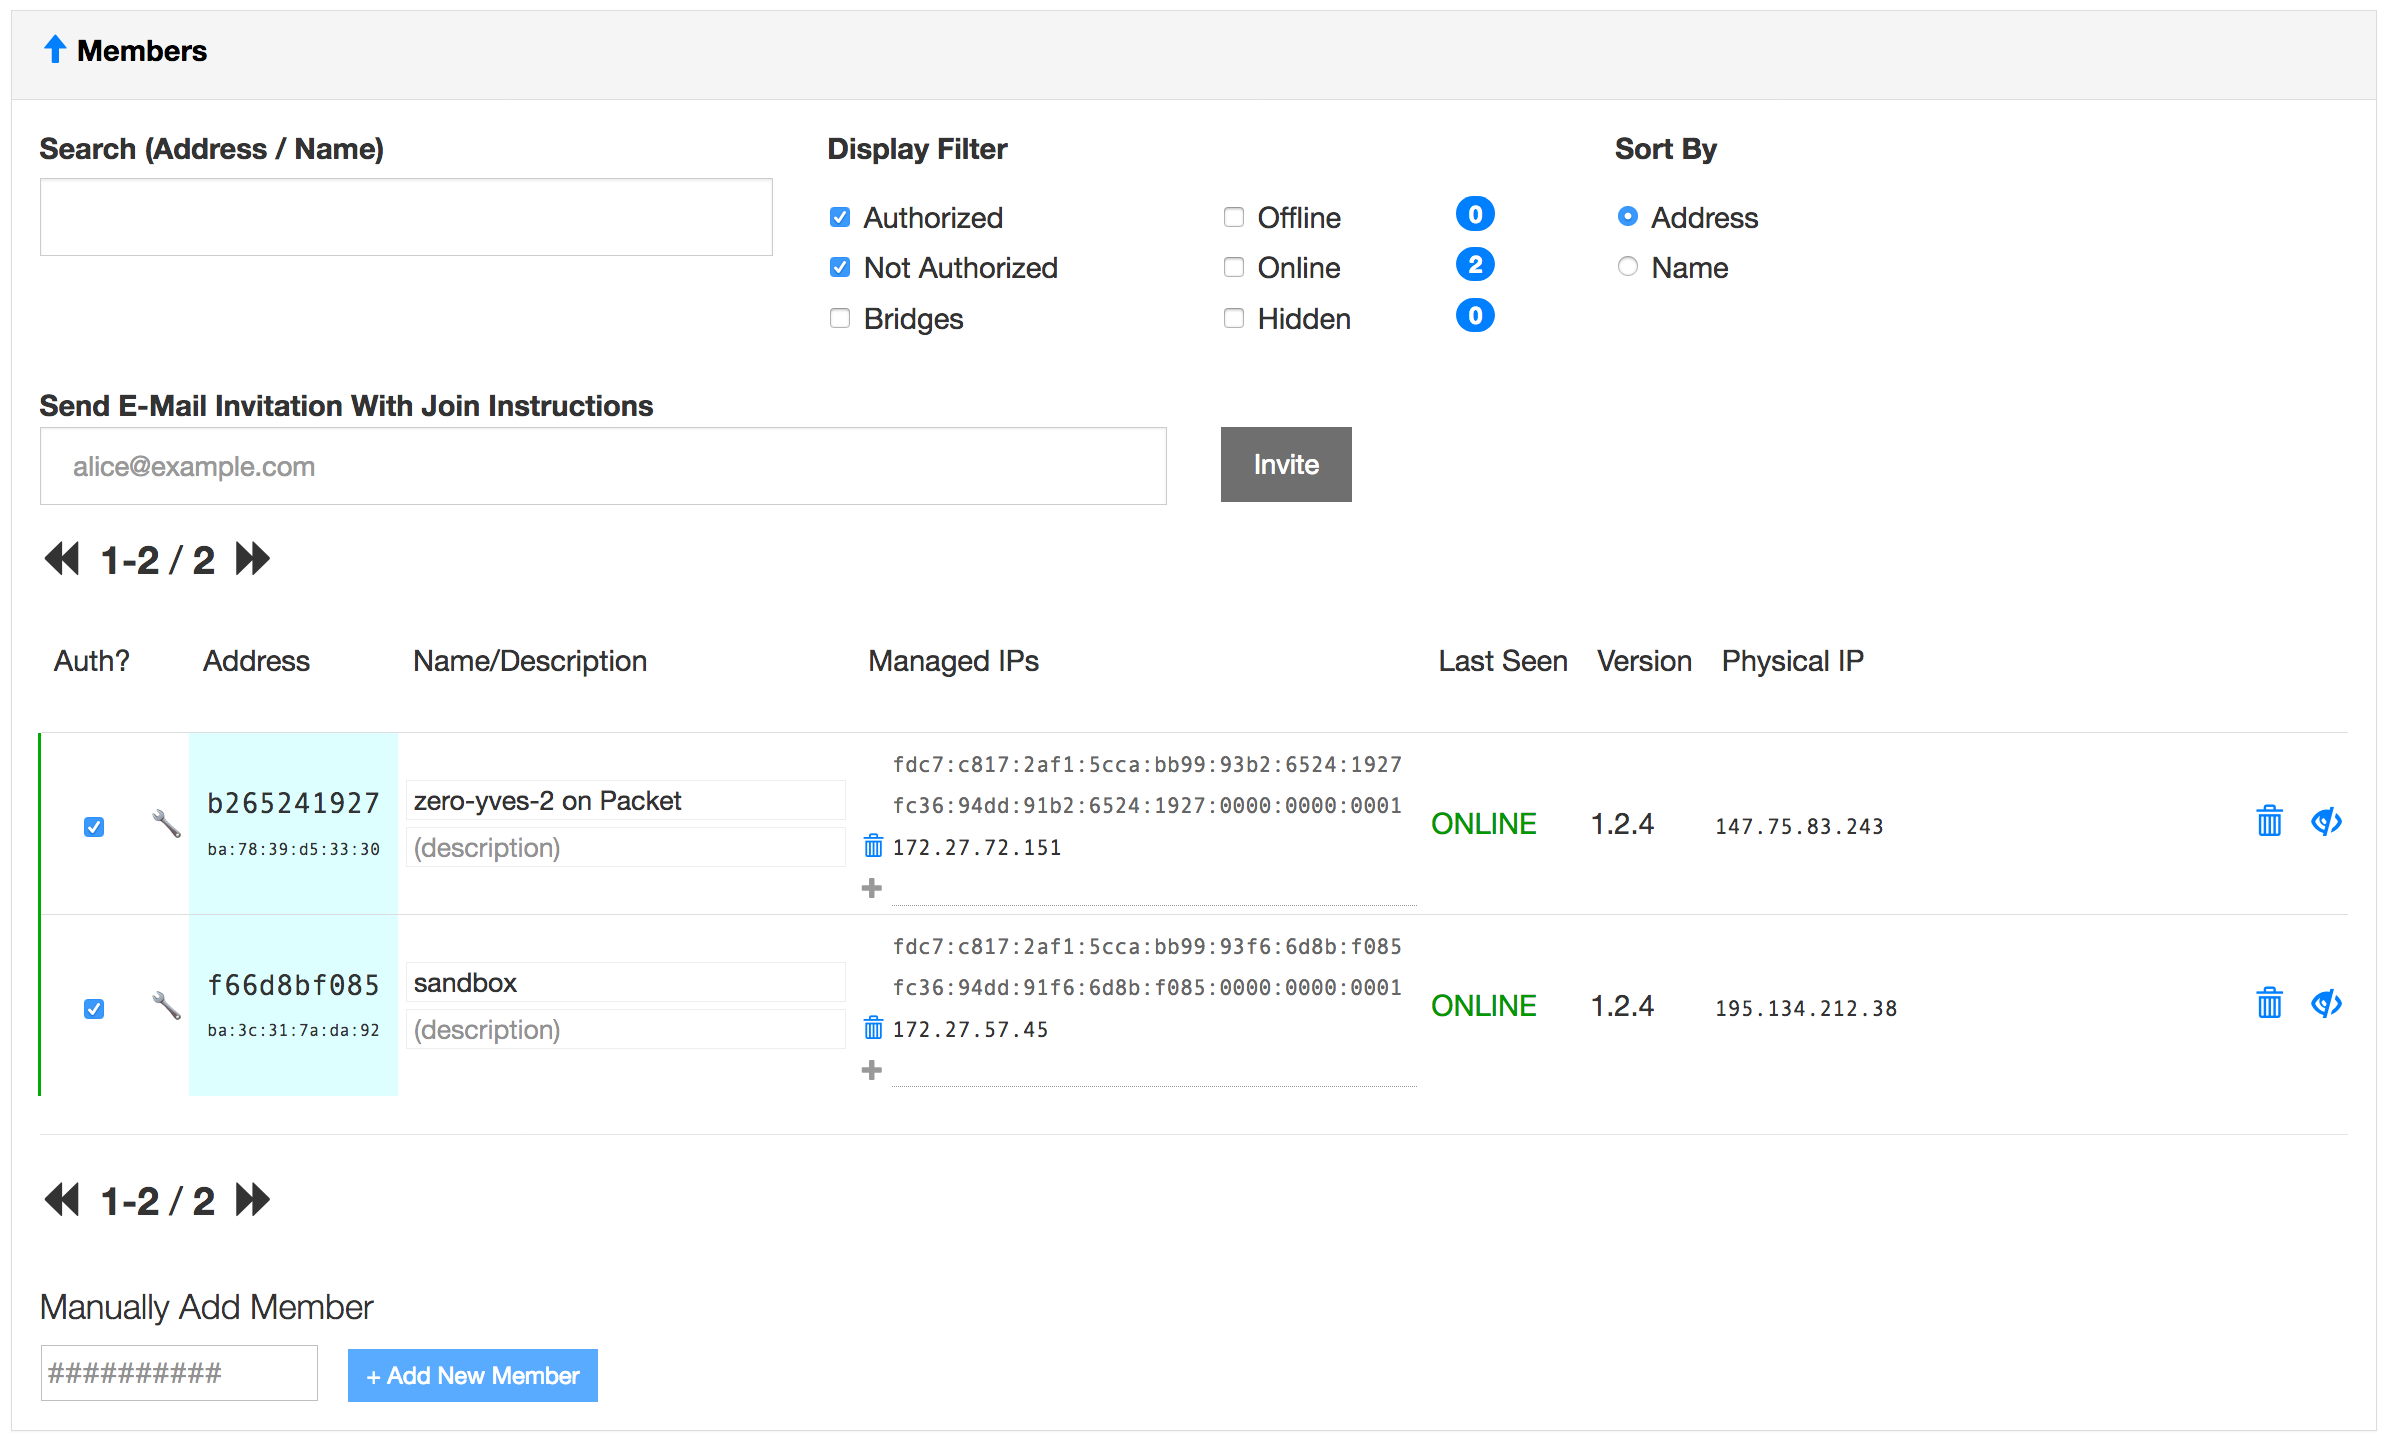 Members
Search (Address / Name)
Display Filter
Sort By
Authorized
Offline
0
Address
Not Authorized
Online
2
Name
Bridges
Hidden
0
Send E-Mail Invitation With Join Instructions
alice@example.com
Invite
1-2 / 2
Auth? Address Name/Description Managed IPs Last Seen Version Physical IP
b265241927
ba:78:39:d5:33:30
zero-yves-2 on Packet
(description)
fdc7:c817:2af1:5cca:bb99:93b2:6524:1927
fc36:94dd:91b2:6524:1927:0000:0000:0001
172.27.72.151
ONLINE
1.2.4
147.75.83.243
f66d8bf085
ba:3c:31:7a:da:92
sandbox
(description)
fdc7:c817:2af1:5cca:bb99:93f6:6d8b:f085
fc36:94dd:91f6:6d8b:f085:0000:0000:0001
172.27.57.45
ONLINE
1.2.4
195.134.212.38
1-2 / 2
Manually Add Member
##########
+ Add New Member